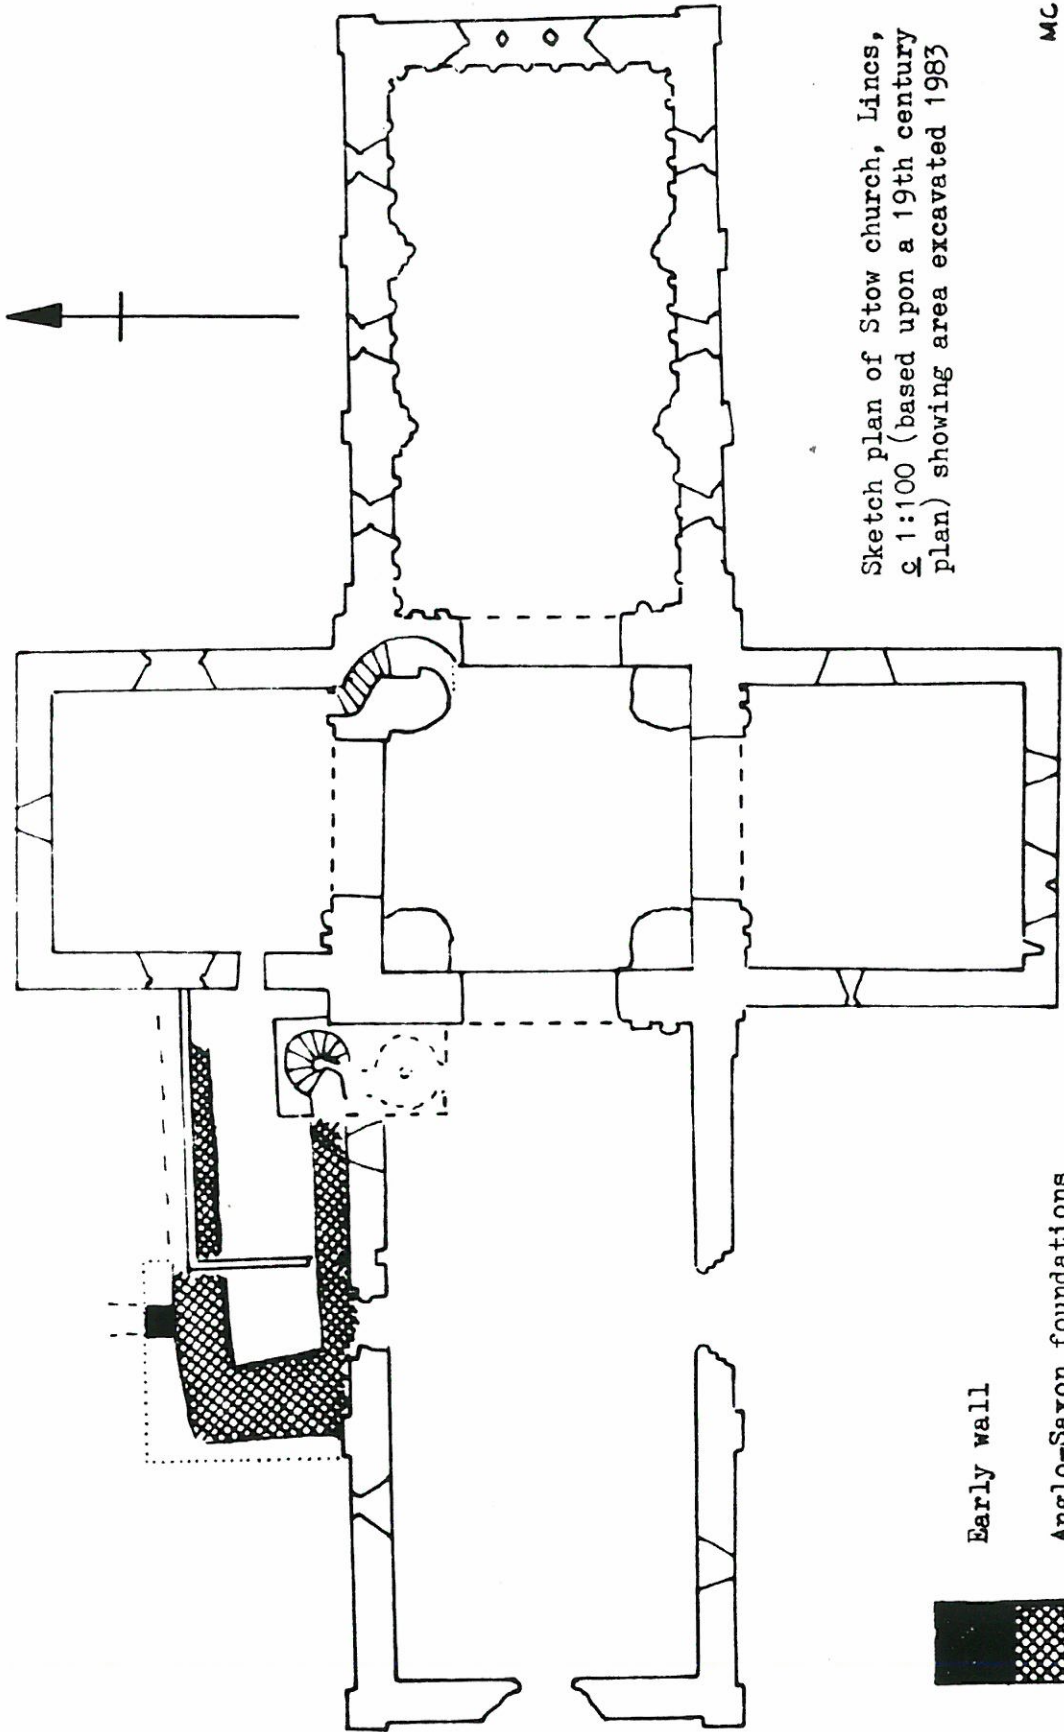 Sketch plan of Stow church, Lincs,
c 1:100 (based upon a 19th century
plan) showing area excavated 1983
MC
Early wall
Anglo-Saxon foundations